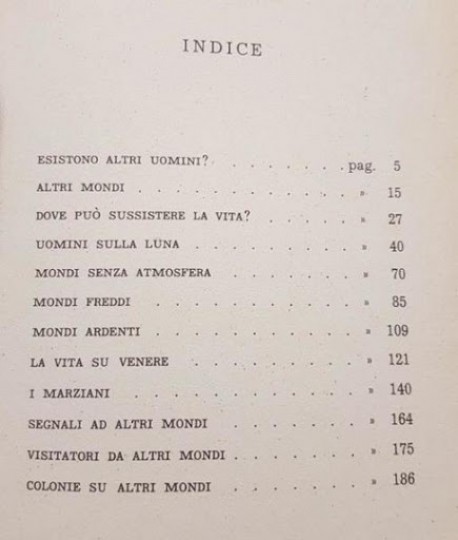 INDICE
ESISTONO ALTRI UOMINI? . . . . . . . pag. 5
ALTRI MONDI . . . . . . . . . . . . » 15
DOVE PUÒ SUSSISTERE LA VITA? . . . . . . » 27
UOMINI SULLA LUNA . . . . . . . . . » 40
MONDI SENZA ATMOSFERA . . . . . . . » 70
MONDI FREDDI . . . . . . . . . . . » 85
MONDI ARDENTI . . . . . . . . . . . » 109
LA VITA SU VENERE . . . . . . . . . » 121
I MARZIANI . . . . . . . . . . . . » 140
SEGNALI AD ALTRI MONDI . . . . . . . » 164
VISITATORI DA ALTRI MONDI . . . . . . . » 175
COLONIE SU ALTRI MONDI . . . . . . . » 186